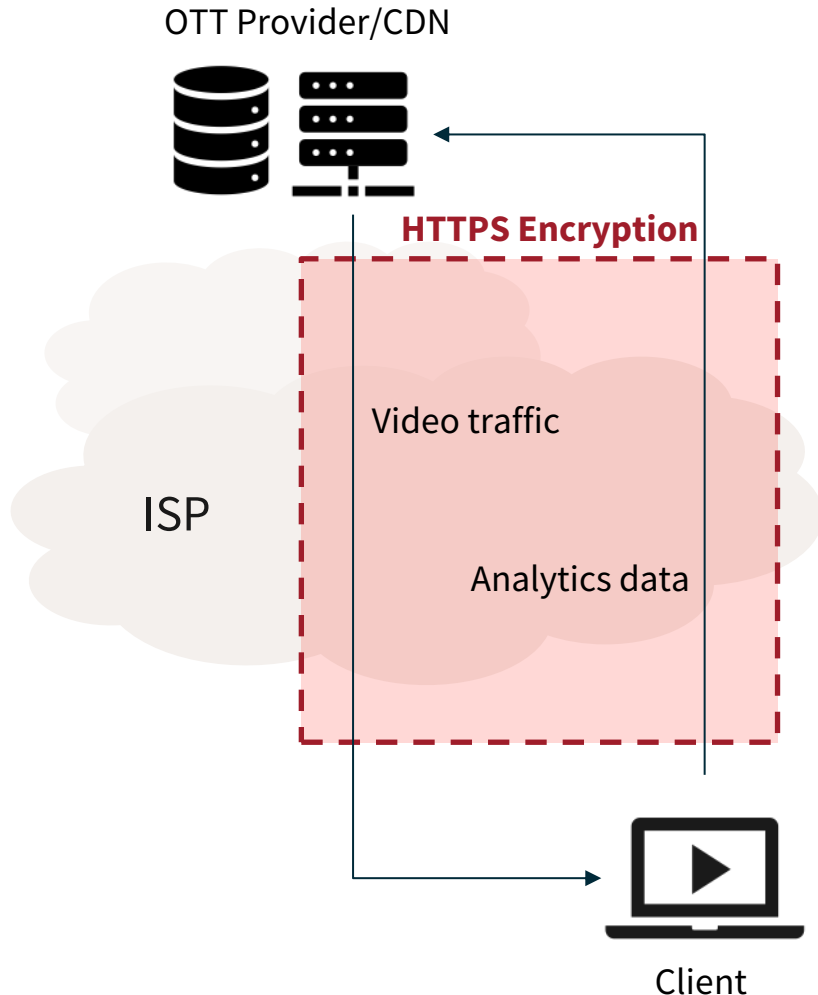 OTT Provider/CDN
HTTPS Encryption
Video traffic
ISP
Analytics data
Client